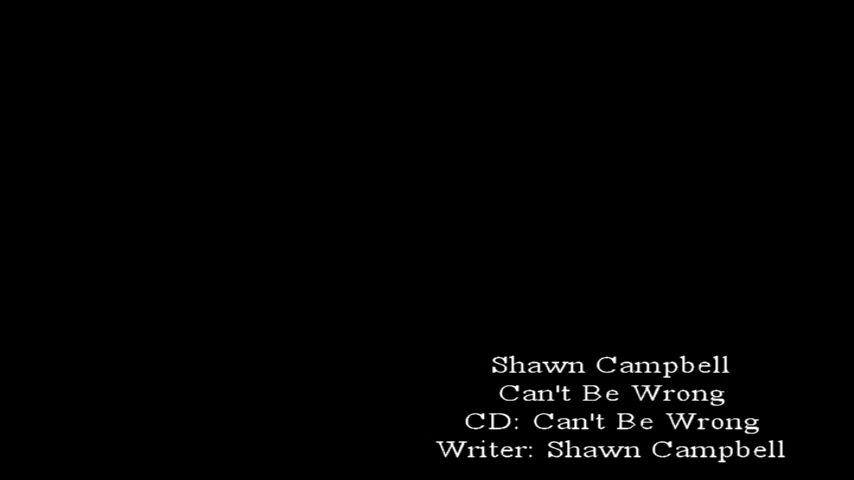 Shawn Campbell
Can't Be Wrong
CD: Can't Be Wrong
Writer: Shawn Campbell